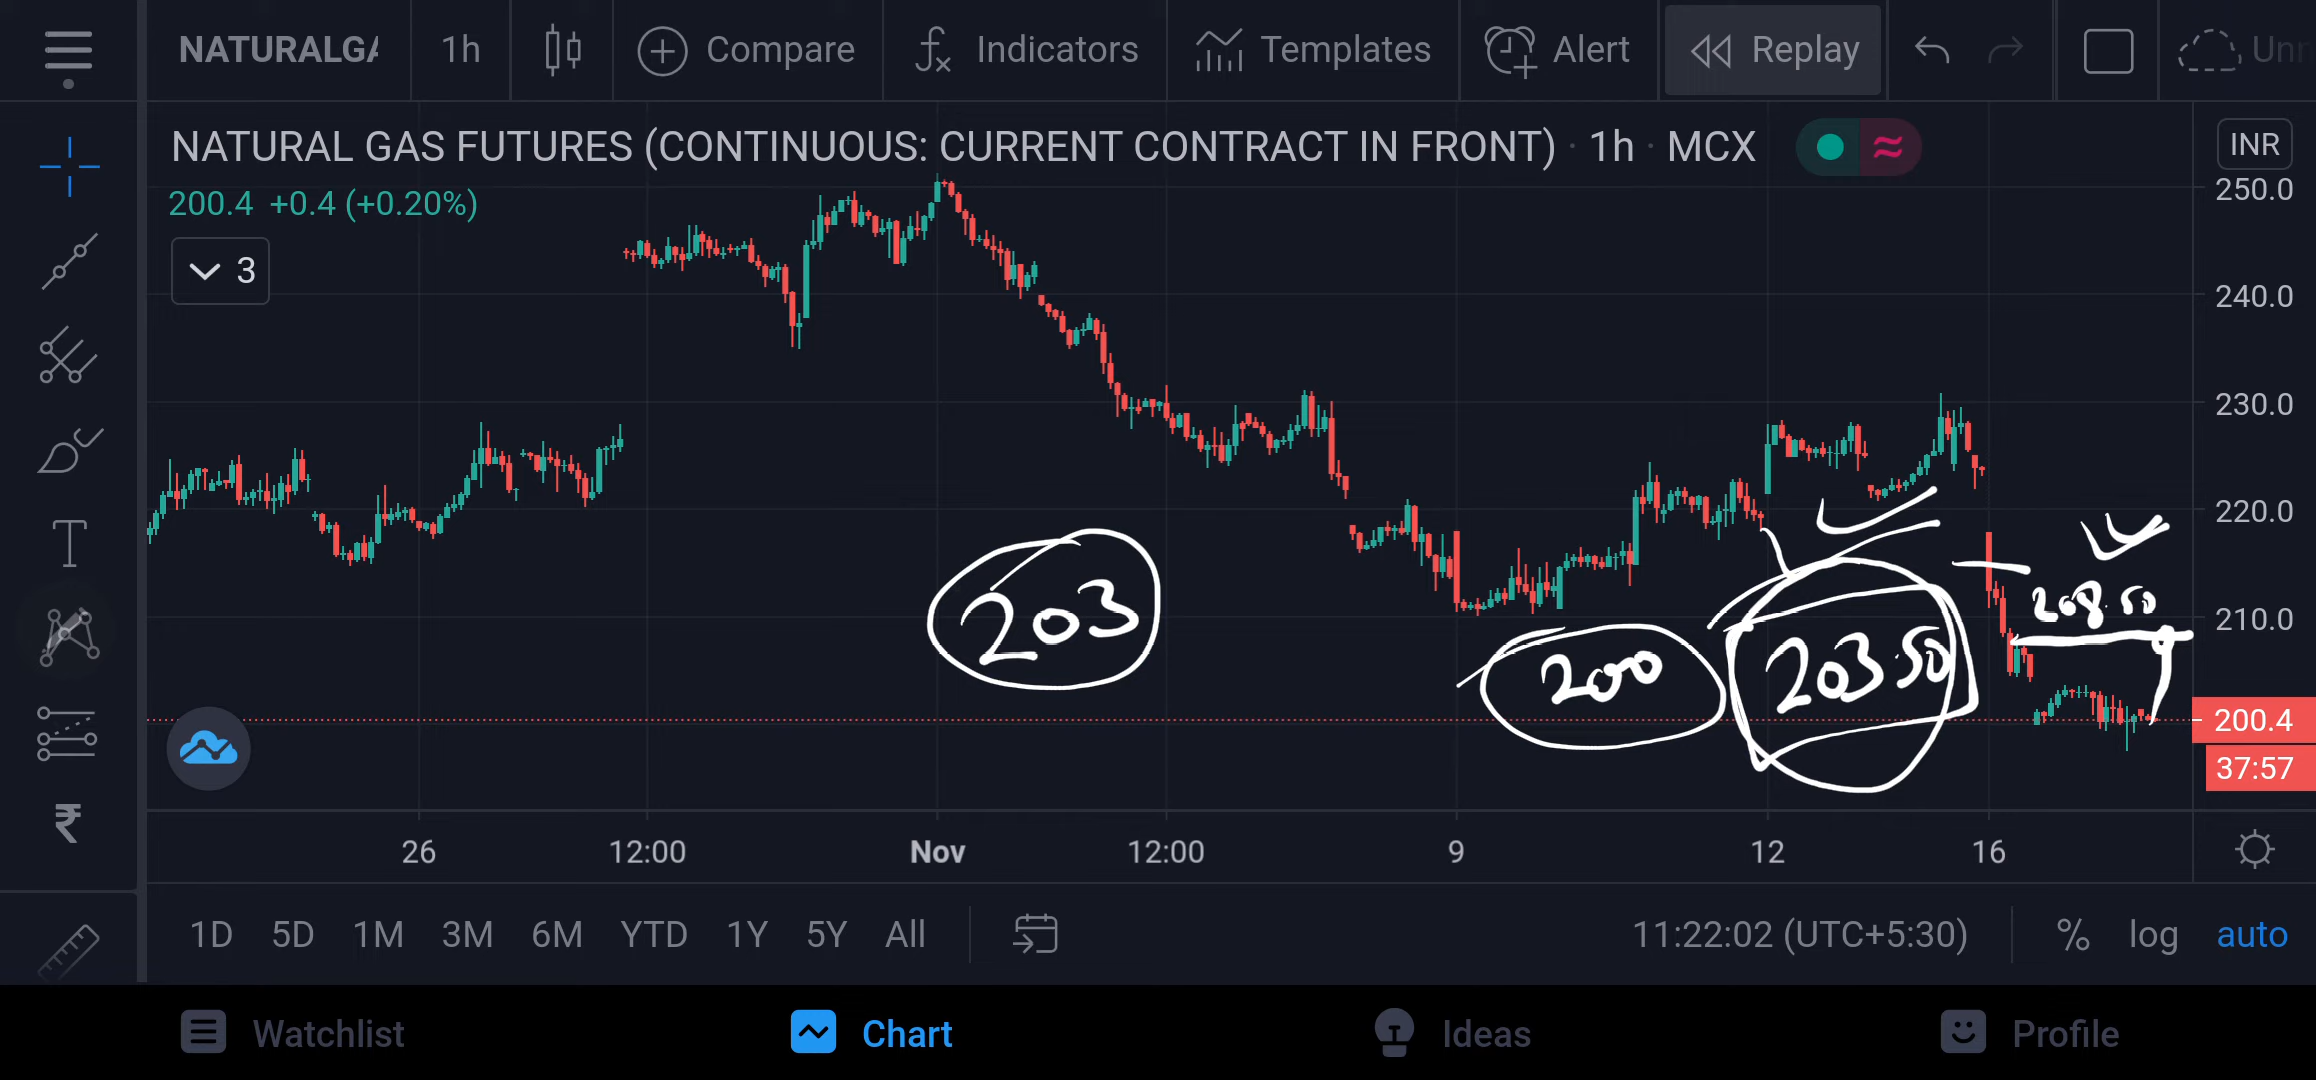 NATURALGA 1h Compare Indicators Templates Alert Replay Un
NATURAL GAS FUTURES (CONTINUOUS: CURRENT CONTRACT IN FRONT) · 1h · MCX INR
200.4 +0.4 (+0.20%)
3
250.0
240.0
230.0
220.0
210.0
200.4
37:57
203
200
203.50
208.50
26 12:00 Nov 12:00 9 12 16
1D 5D 1M 3M 6M YTD 1Y 5Y All 11:22:02 (UTC+5:30) % log auto
Watchlist Chart Ideas Profile